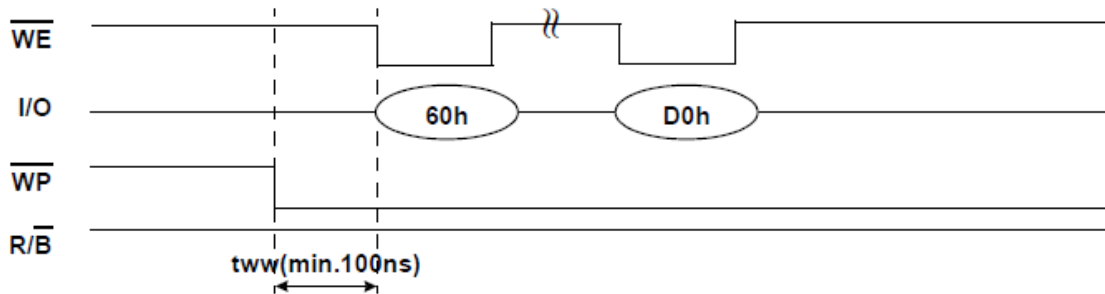 WE
I/O
60h
D0h
WP
R/B
tww(min.100ns)